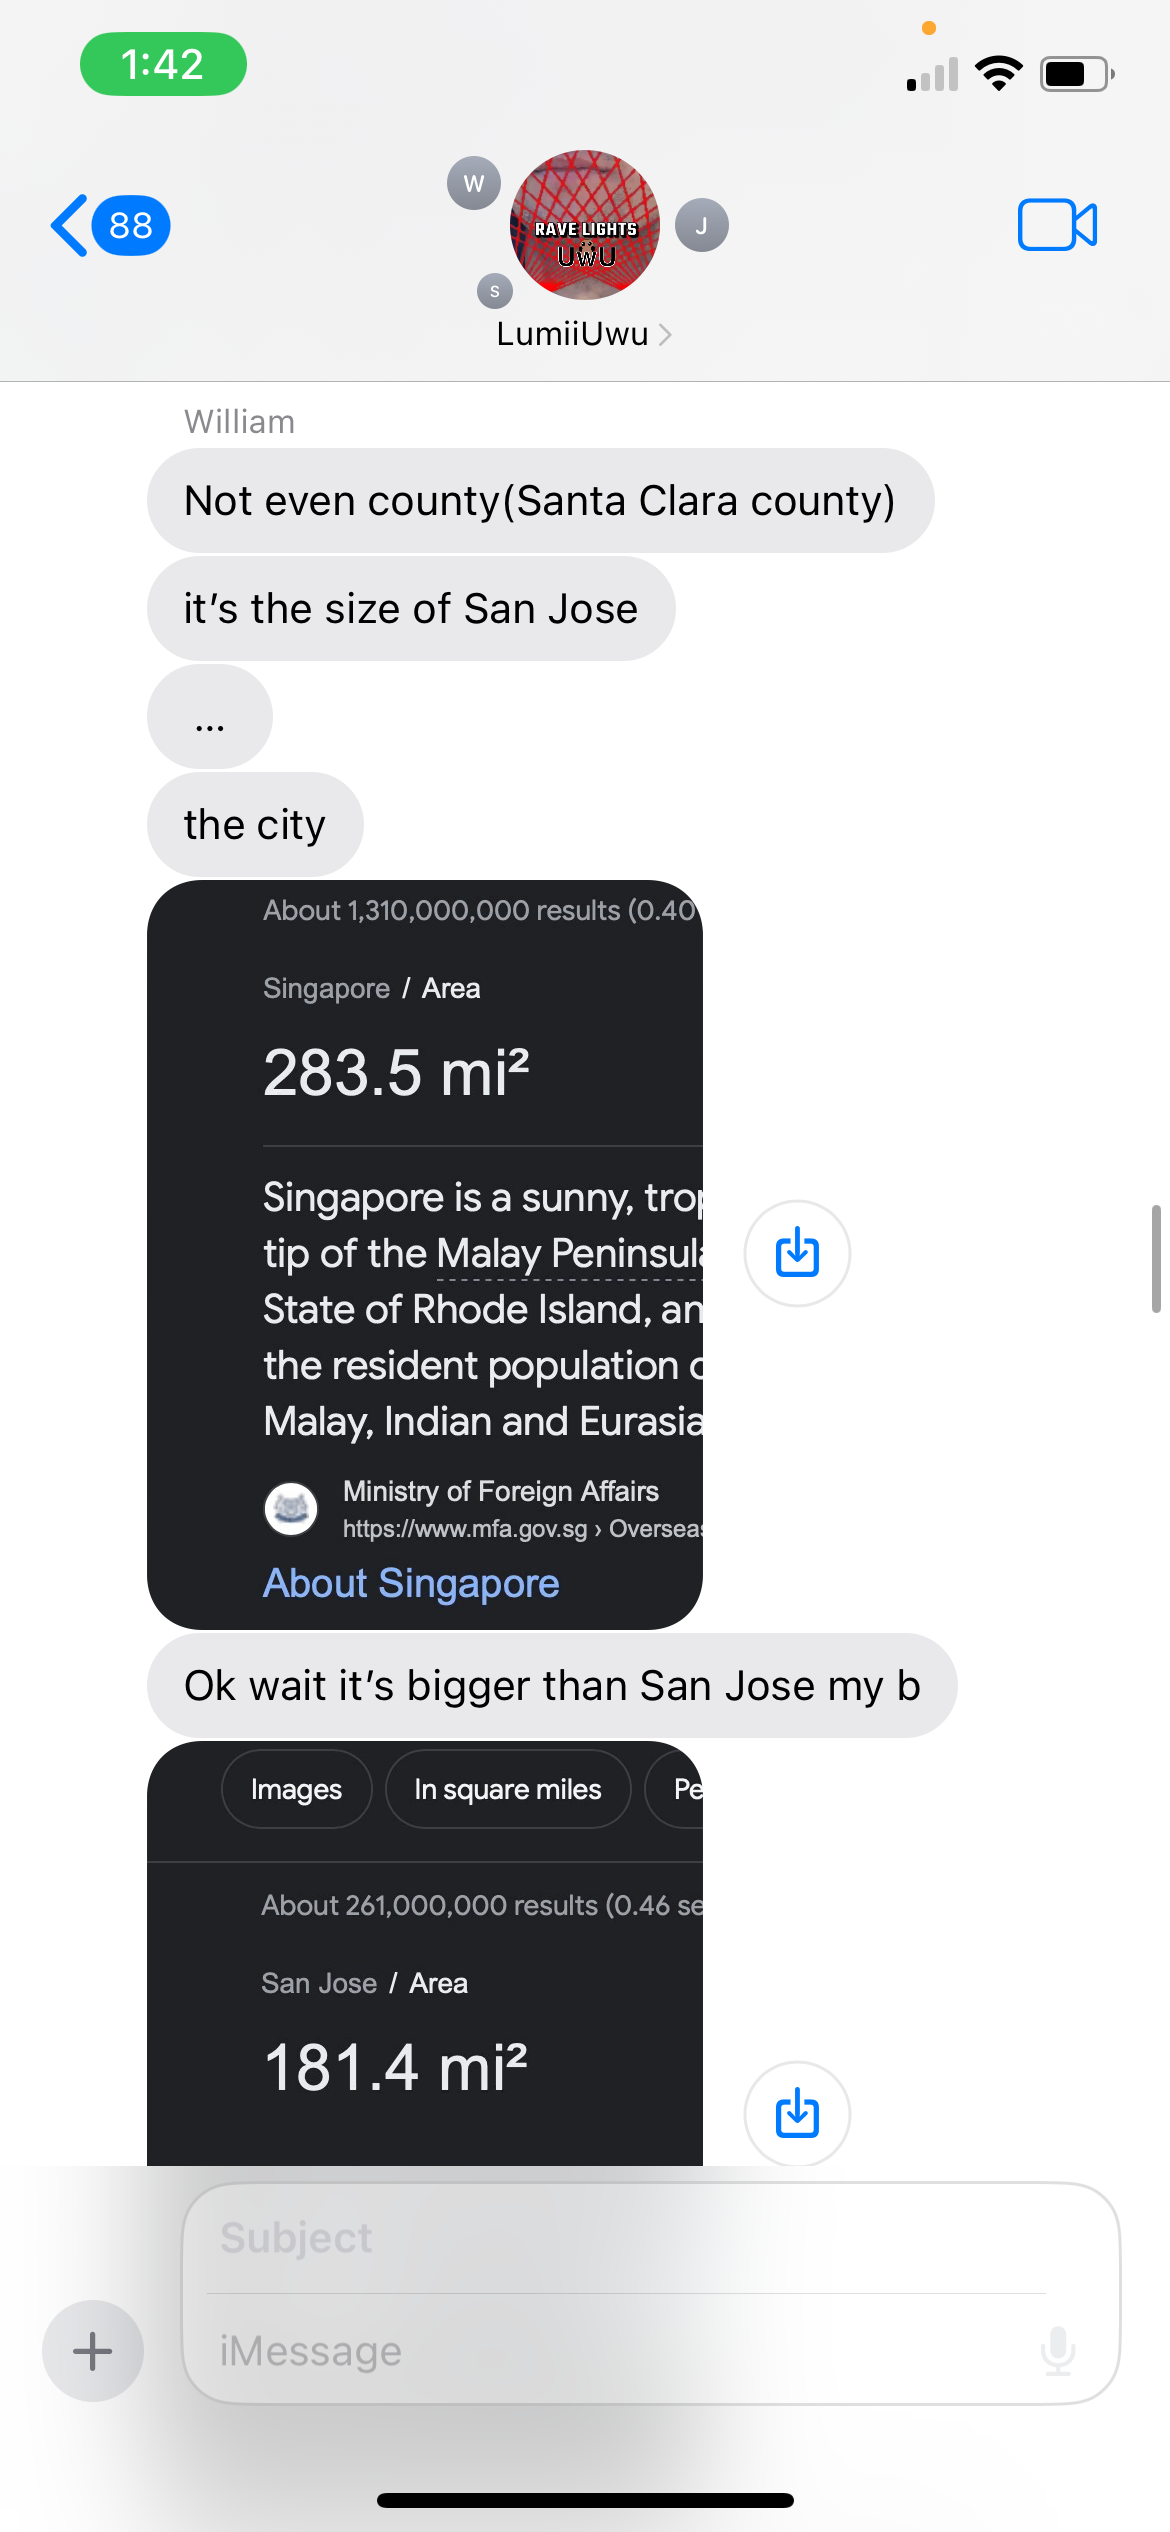 1:42
88
W
J
S
RAVE LIGHTS
UWU
LumiiUwu
William
Not even county(Santa Clara county)
it’s the size of San Jose
...
the city
About 1,310,000,000 results (0.40
Singapore / Area
283.5 mi²
Singapore is a sunny, trop
tip of the Malay Peninsula
State of Rhode Island, an
the resident population
Malay, Indian and Eurasia
Ministry of Foreign Affairs
https://www.mfa.gov.sg › Overseas
About Singapore
Ok wait it’s bigger than San Jose my b
Images
In square miles
Pe
About 261,000,000 results (0.46 se
San Jose / Area
181.4 mi²
Subject
iMessage